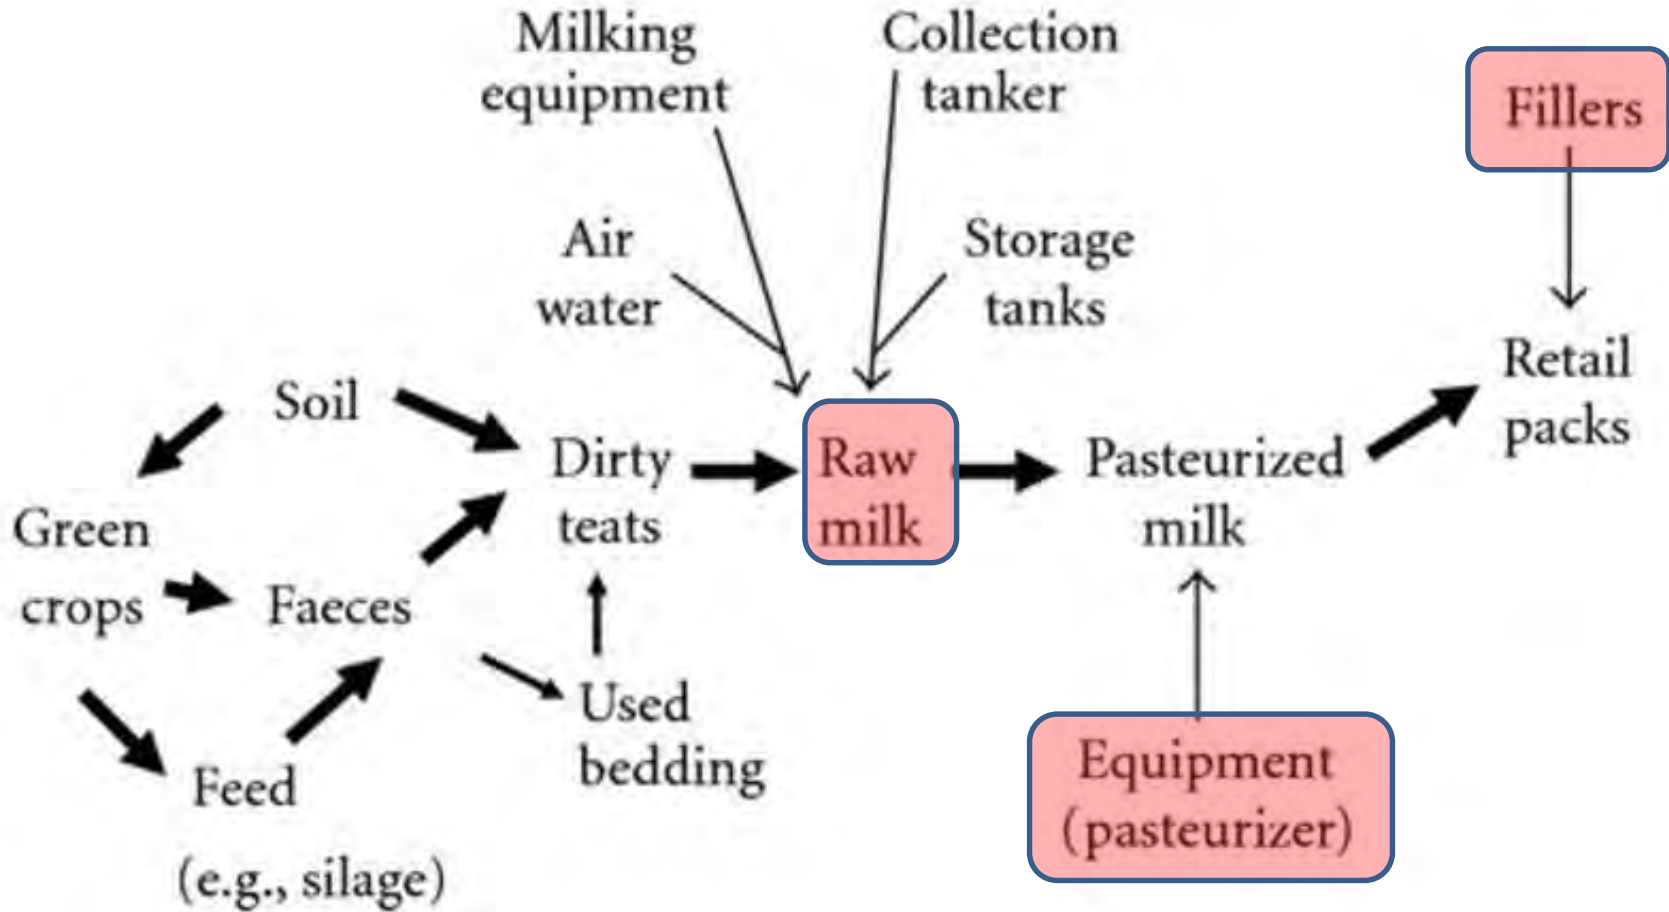 Milking
equipment
Collection
tanker
Fillers
Air
water
Storage
tanks
Retail
packs
Soil
Dirty
teats
Raw
milk
Pasteurized
milk
Green
crops
Faeces
Used
bedding
Feed
(e.g., silage)
Equipment
(pasteurizer)